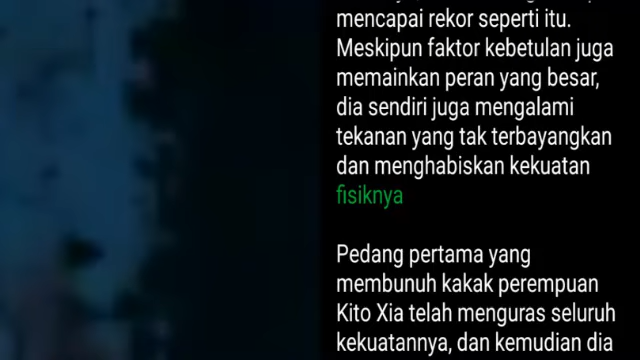 mencapai rekor seperti itu.
Meskipun faktor kebetulan juga
memainkan peran yang besar,
dia sendiri juga mengalami
tekanan yang tak terbayangkan
dan menghabiskan kekuatan
fisiknya
Pedang pertama yang
membunuh kakak perempuan
Kito Xia telah menguras seluruh
kekuatannya, dan kemudian dia